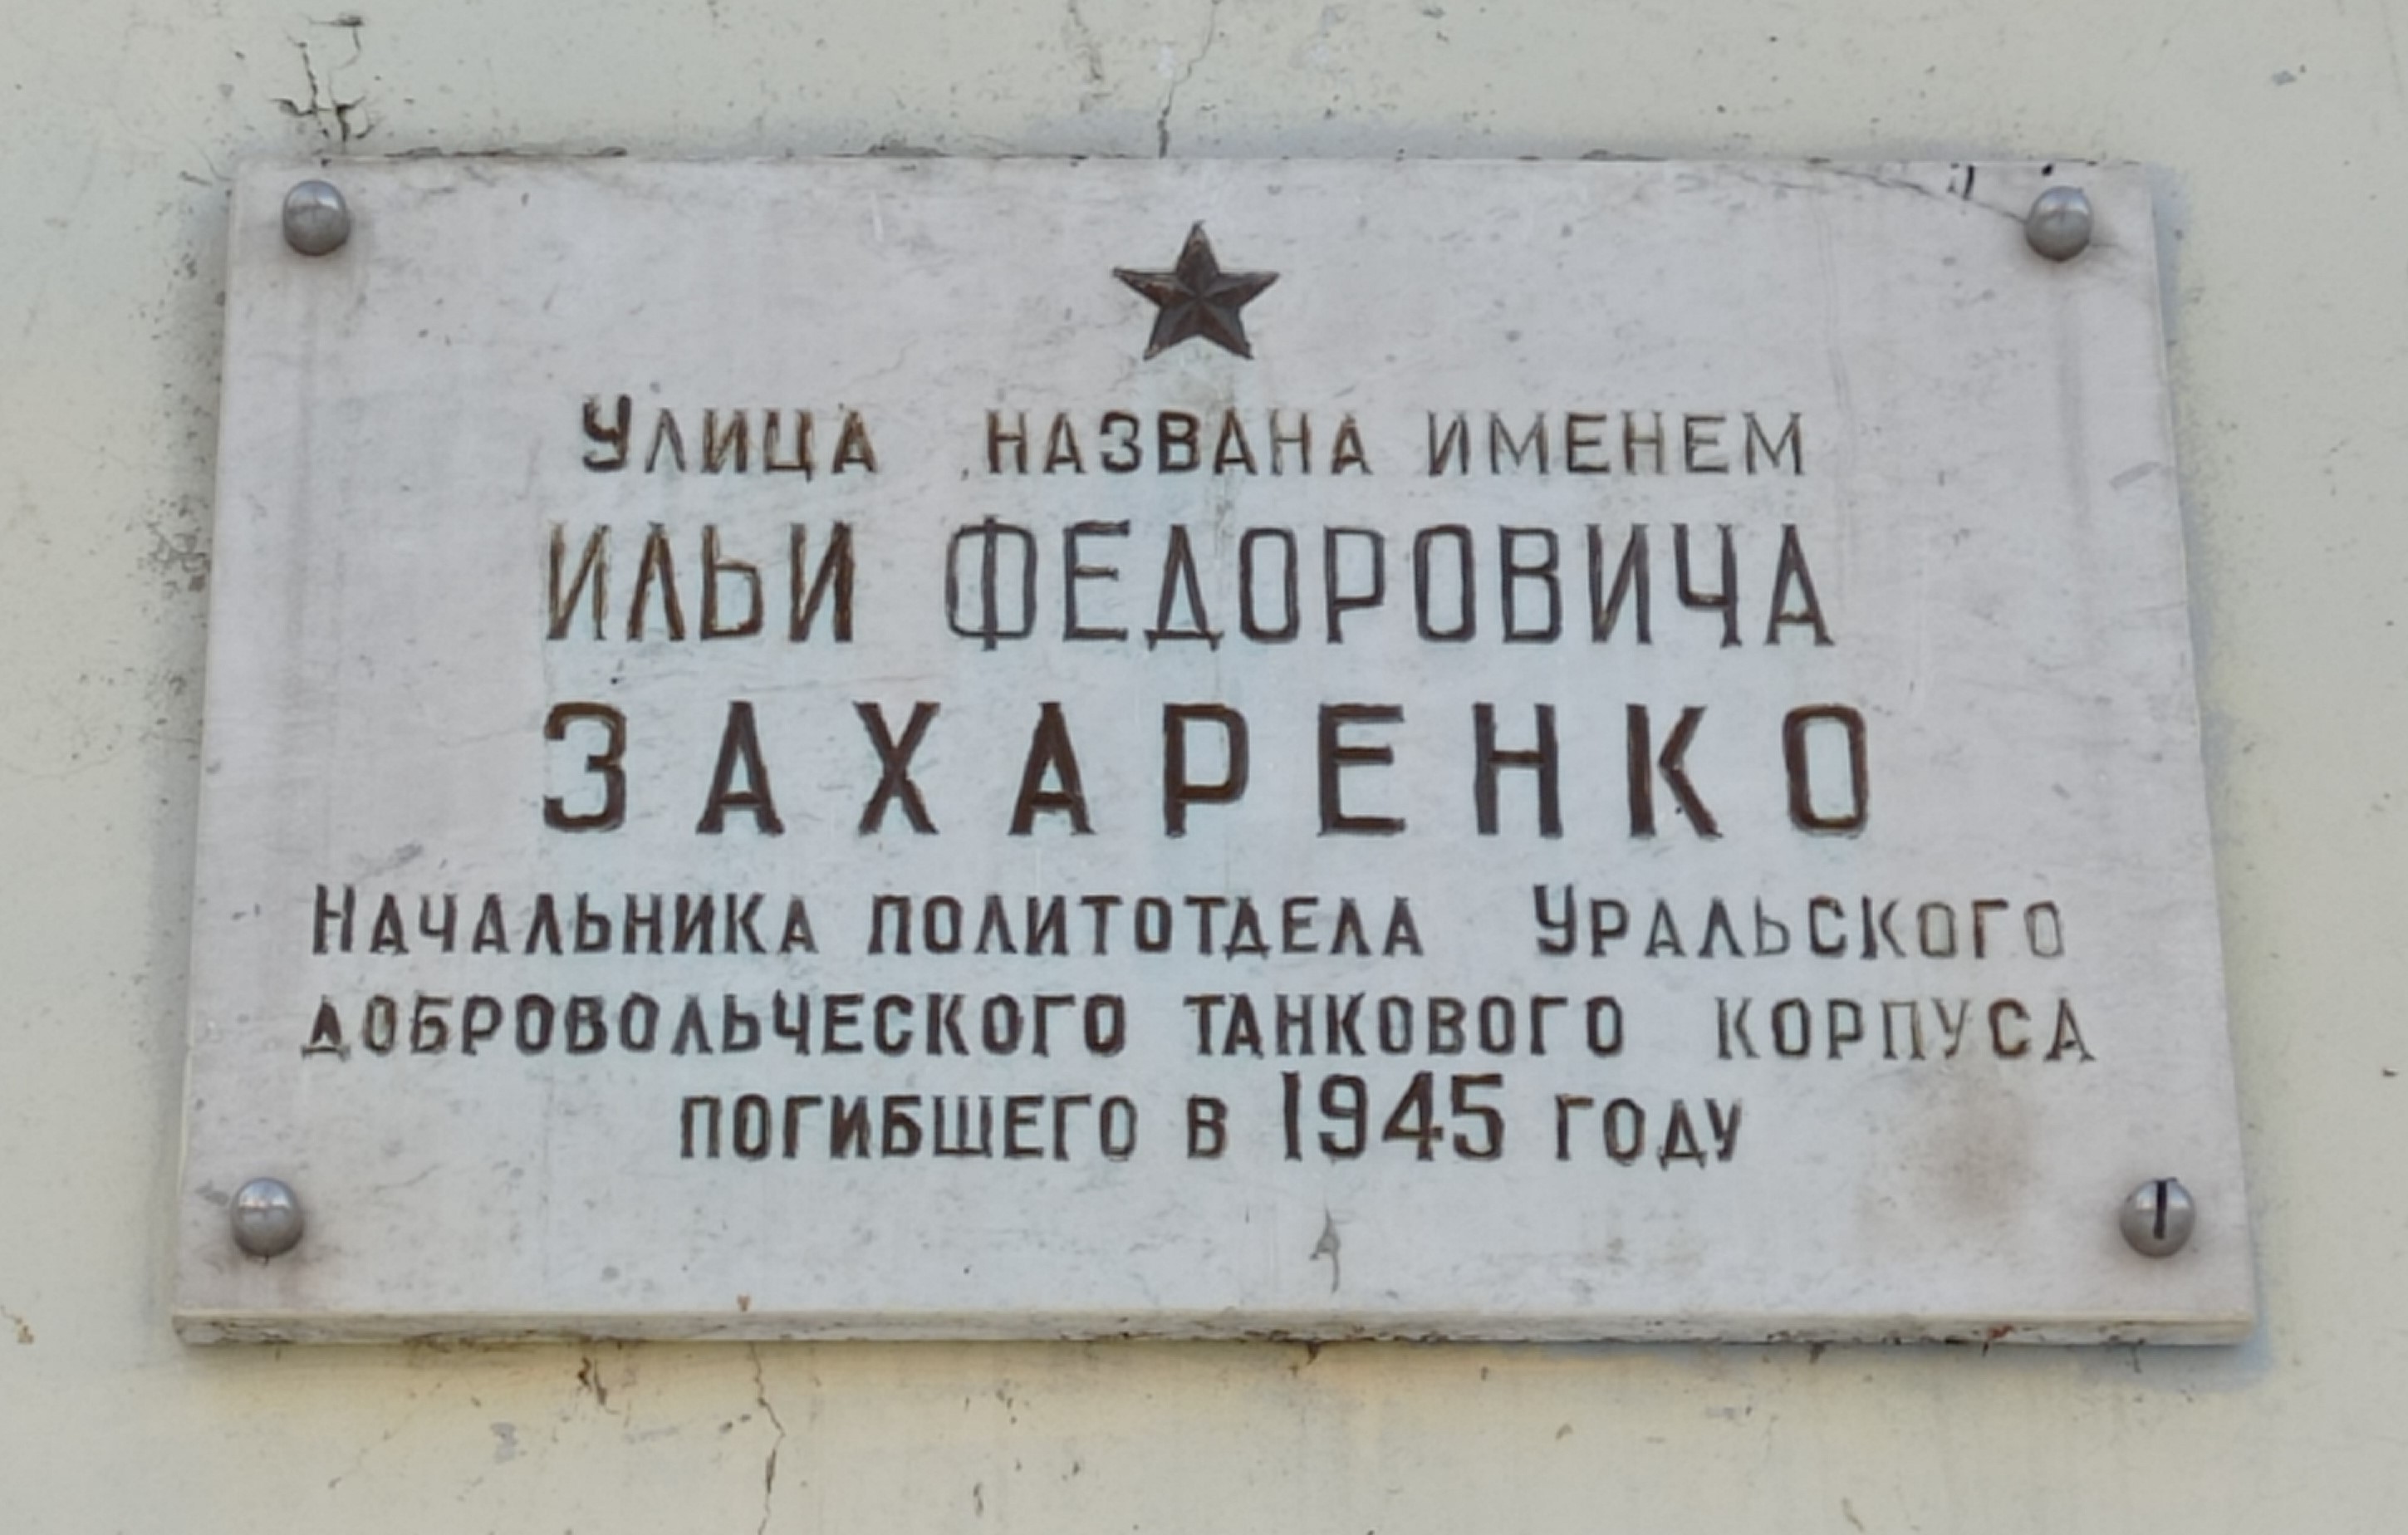 Улица названа именем
ИЛЬИ ФЕДОРОВИЧА
ЗАХАРЕНКО
Начальника политотдела Уральского
добровольческого танкового корпуса
погибшего в 1945 году